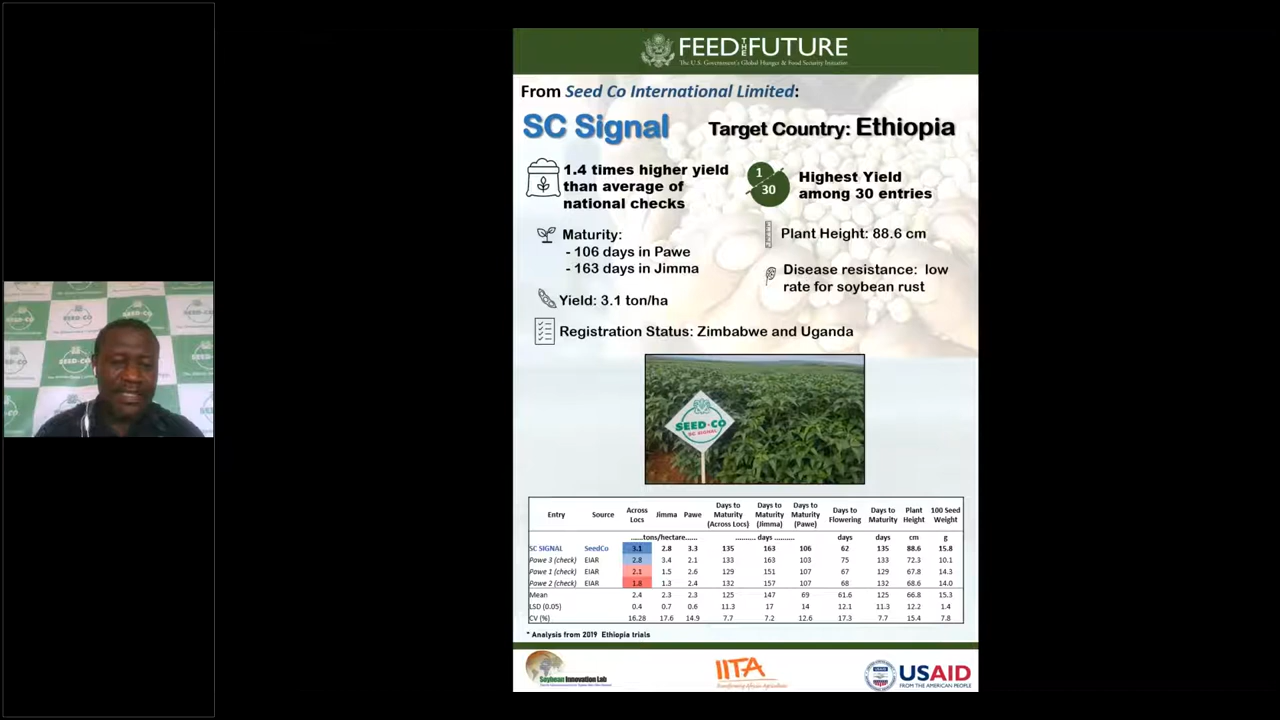 FEED THE FUTURE
The U.S. Government's Global Hunger & Food Security Initiative
From Seed Co International Limited:
SC Signal
Target Country: Ethiopia
1.4 times higher yield
than average of
national checks
1
30
Highest Yield
among 30 entries
Maturity:
- 106 days in Pawe
- 163 days in Jimma
Plant Height: 88.6 cm
Disease resistance: low
rate for soybean rust
Yield: 3.1 ton/ha
Registration Status: Zimbabwe and Uganda
SEED-CO
SC SIGNAL
Entry Source Across Locs Jimma Pawe Days to Maturity (Across Locs) Days to Maturity (Jimma) Days to Maturity (Pawe) Days to Flowering Days to Maturity Plant Height 100 Seed Weight
......tons/hectare...... .......... days .......... days days cm g
SC SIGNAL SeedCo 3.1 2.8 3.3 135 163 106 62 135 88.6 15.8
Pawe 3 (check) EIAR 2.8 3.4 2.1 133 163 103 75 133 72.3 10.1
Pawe 1 (check) EIAR 2.1 1.5 2.6 129 151 107 67 129 67.8 14.3
Pawe 2 (check) EIAR 1.8 1.3 2.4 132 157 107 68 132 68.6 14.0
Mean 2.4 2.3 2.3 125 147 69 61.6 125 66.8 15.3
LSD (0.05) 0.4 0.7 0.6 11.3 17 14 12.1 11.3 12.2 1.4
CV (%) 16.28 17.6 14.9 7.7 7.2 12.6 17.3 7.7 15.4 7.8
* Analysis from 2019 Ethiopia trials
Soybean Innovation Lab
IITA
Transforming African Agriculture
USAID
FROM THE AMERICAN PEOPLE
SEED-CO